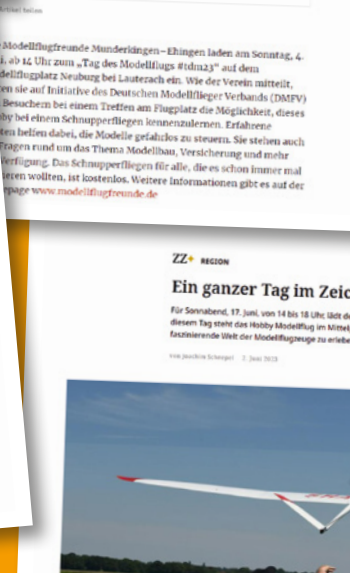 Artikel teilen
Modellflugfreunde Munderkingen–Ehingen laden am Sonntag, 4.
i, ab 14 Uhr zum „Tag des Modellflugs #tdm23“ auf dem
dellflugplatz Neuburg bei Lauterach ein. Wie der Verein mitteilt,
en sie auf Initiative des Deutschen Modellflieger Verbands (DMFV)
Besuchern bei einem Treffen am Flugplatz die Möglichkeit, dieses
bby bei einem Schnupperfliegen kennenzulernen. Erfahrene
ten helfen dabei, die Modelle gefahrlos zu steuern. Sie stehen auch
Fragen rund um das Thema Modellbau, Versicherung und mehr
Verfügung. Das Schnupperfliegen für alle, die es schon immer mal
ieren wollten, ist kostenlos. Weitere Informationen gibt es auf der
epage www.modellflugfreunde.de
ZZ+ REGION
Ein ganzer Tag im Zeic
Für Sonnabend, 17. Juni, von 14 bis 18 Uhr, lädt de
diesem Tag steht das Hobby Modellflug im Mittel
faszinierende Welt der Modellflugzeuge zu erlebe
von Joachim 2. Juni 2023